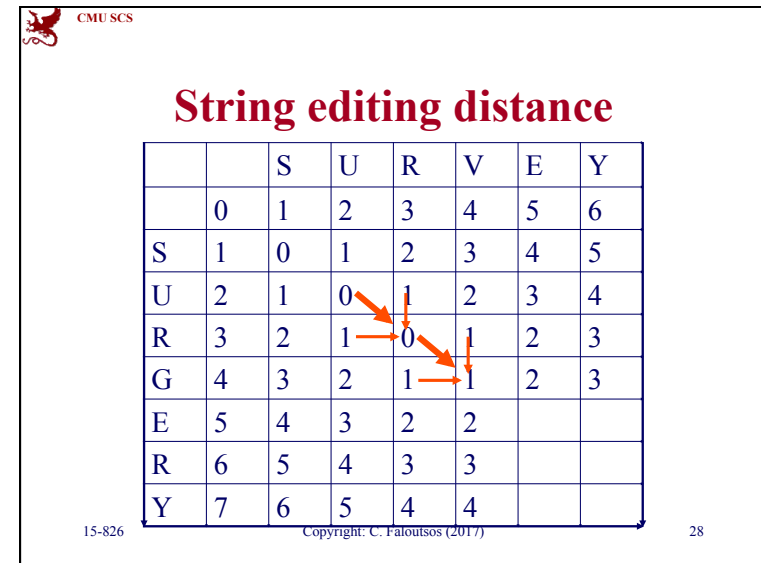 CMU SCS
String editing distance
S U R V E Y
0 1 2 3 4 5 6
S 1 0 1 2 3 4 5
U 2 1 0 1 2 3 4
R 3 2 1 0 1 2 3
G 4 3 2 1 1 2 3
E 5 4 3 2 2
R 6 5 4 3 3
Y 7 6 5 4 4
15-826 Copyright: C. Faloutsos (2017) 28